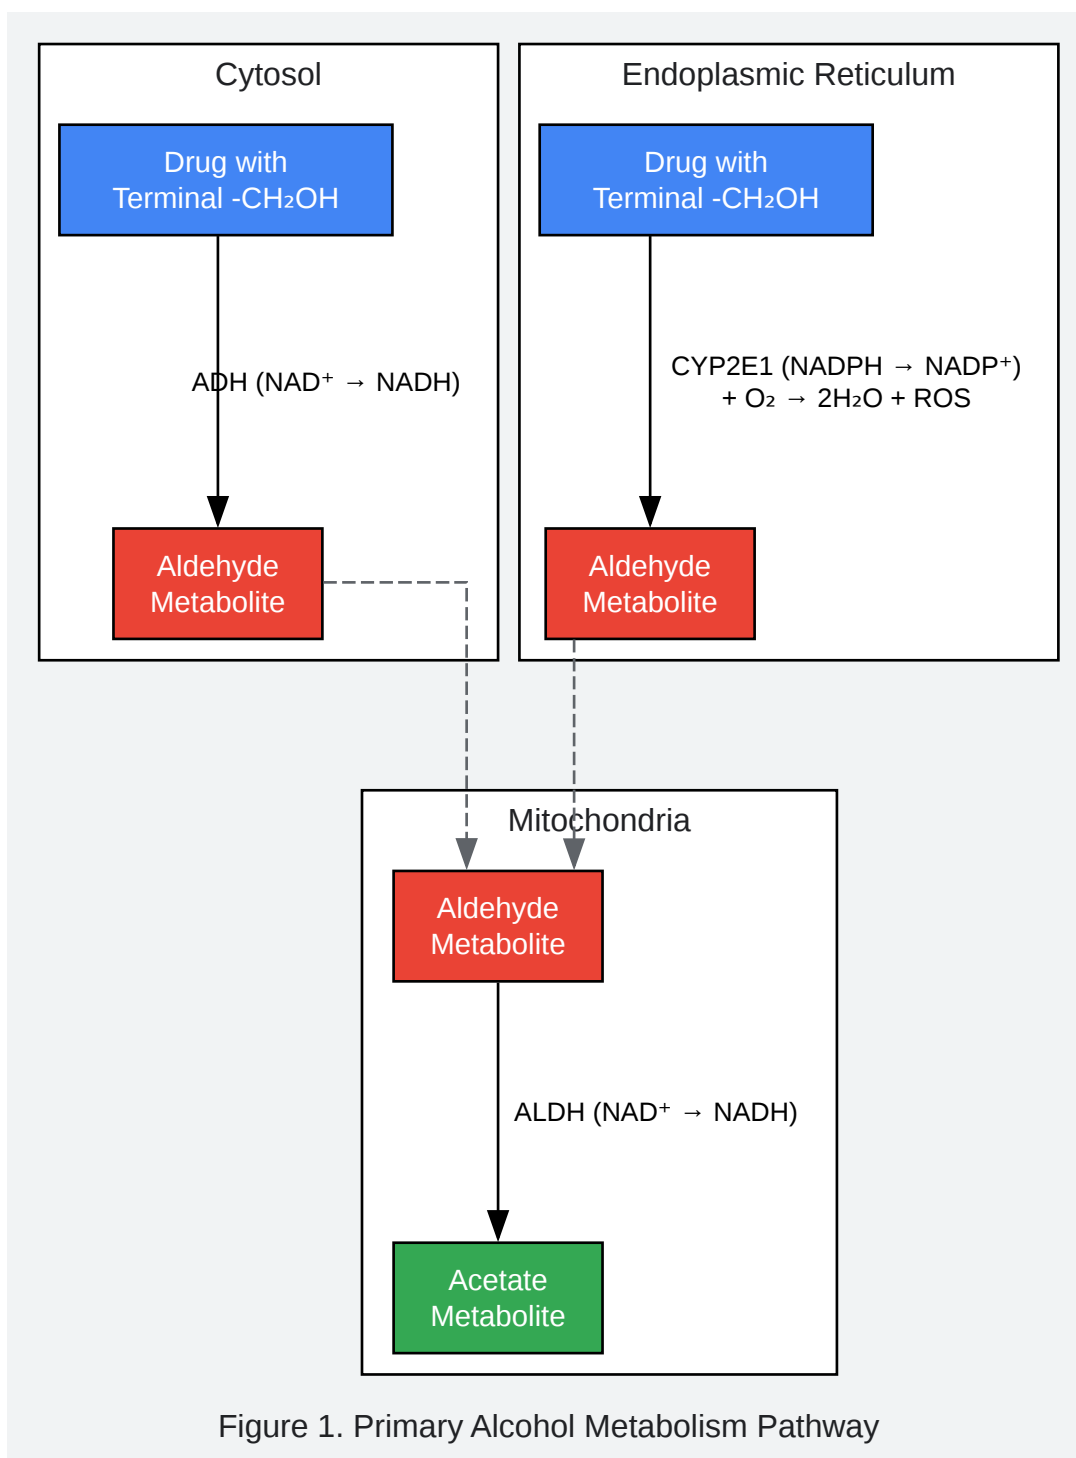 Cytosol
Drug with
Terminal -CH₂OH
ADH (NAD⁺ → NADH)
Aldehyde
Metabolite
Endoplasmic Reticulum
Drug with
Terminal -CH₂OH
CYP2E1 (NADPH → NADP⁺)
+ O₂ → 2H₂O + ROS
Aldehyde
Metabolite
Mitochondria
Aldehyde
Metabolite
ALDH (NAD⁺ → NADH)
Acetate
Metabolite
Figure 1. Primary Alcohol Metabolism Pathway